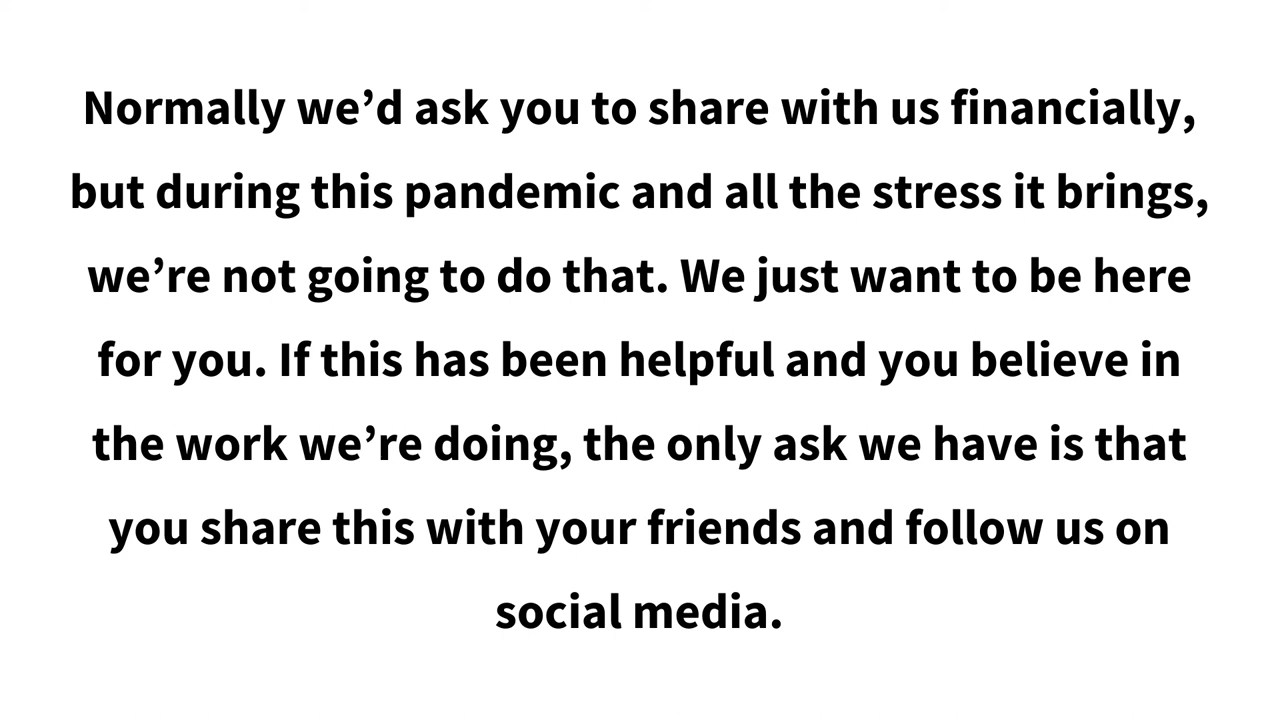 Normally we’d ask you to share with us financially,
but during this pandemic and all the stress it brings,
we’re not going to do that. We just want to be here
for you. If this has been helpful and you believe in
the work we’re doing, the only ask we have is that
you share this with your friends and follow us on
social media.